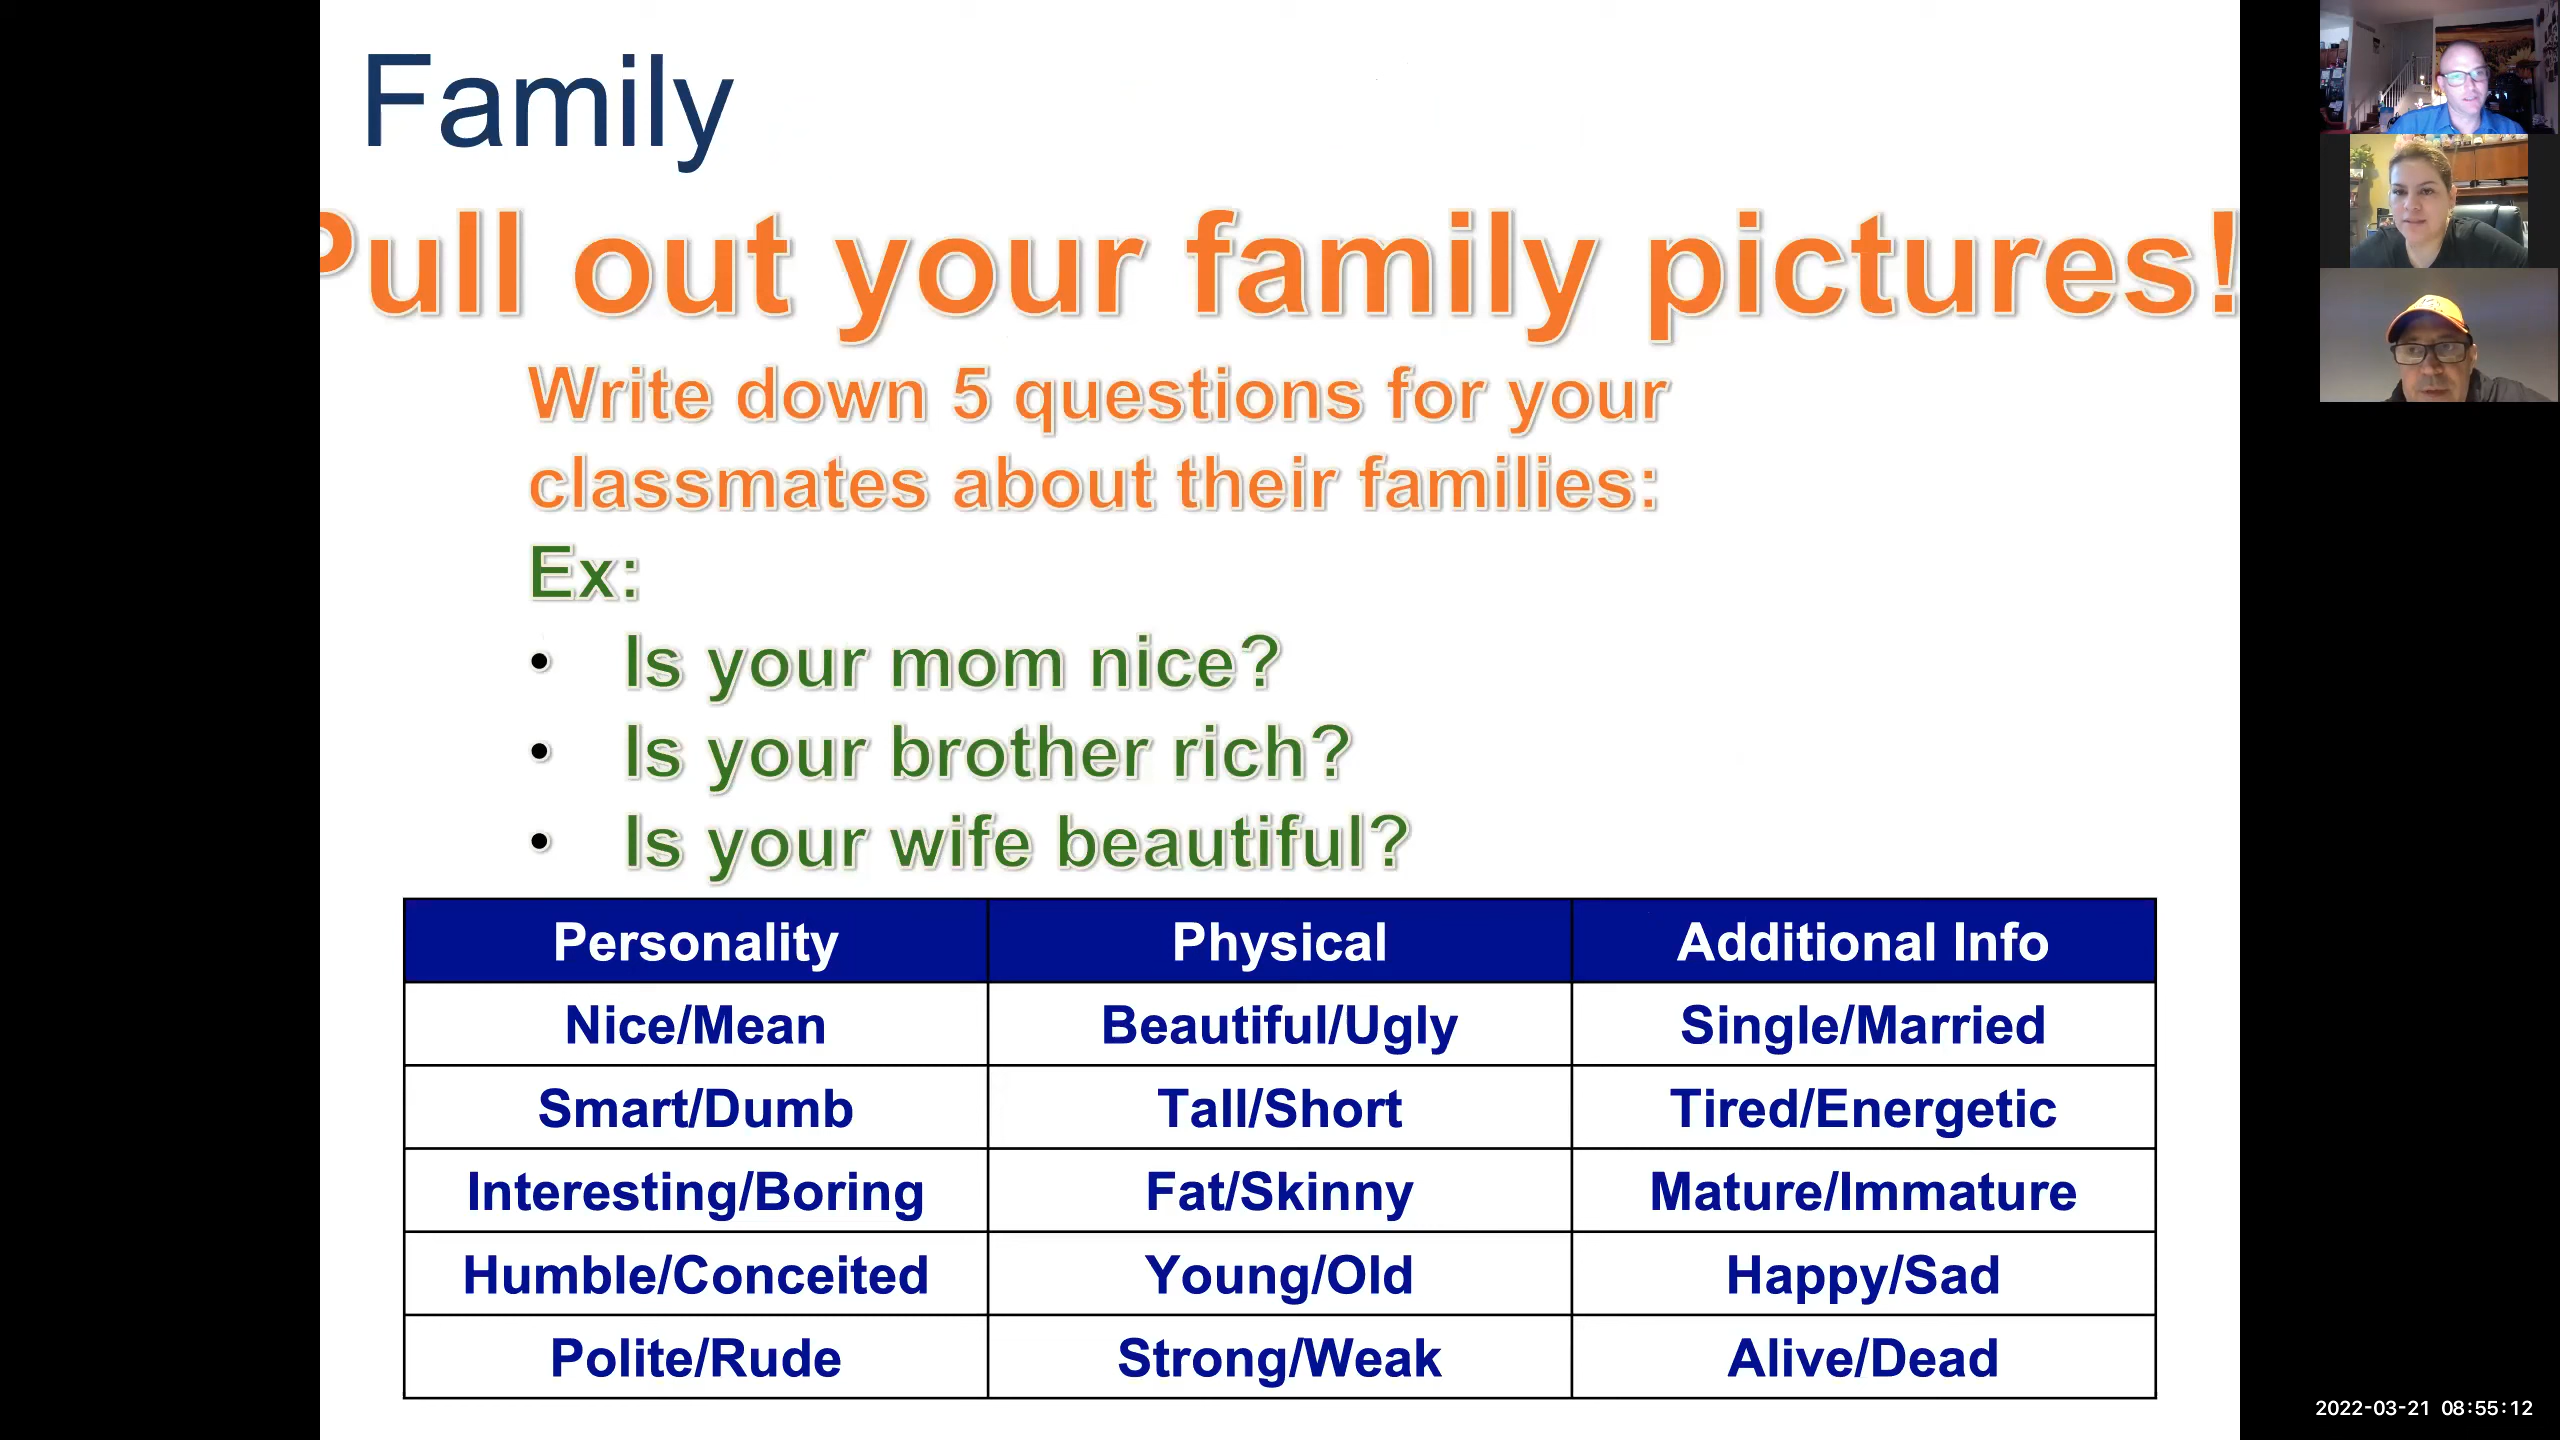 Family
Pull out your family pictures!
Write down 5 questions for your
classmates about their families:
Ex:
• Is your mom nice?
• Is your brother rich?
• Is your wife beautiful?
Personality Physical Additional Info
Nice/Mean Beautiful/Ugly Single/Married
Smart/Dumb Tall/Short Tired/Energetic
Interesting/Boring Fat/Skinny Mature/Immature
Humble/Conceited Young/Old Happy/Sad
Polite/Rude Strong/Weak Alive/Dead
2022-03-21 08:55:12